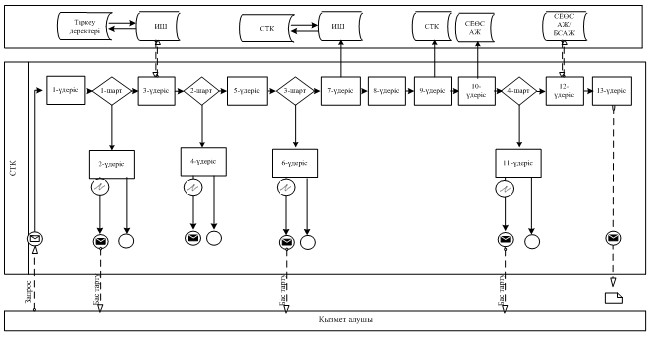 Тіркеу
деректері
ИШ
СТК
ИШ
СТК
СЕӨС
АЖ
СЕӨС
АЖ/
БСАЖ
СТК
1-үдеріс
1-шарт
3-үдеріс
2-шарт
5-үдеріс
3-шарт
7-үдеріс
8-үдеріс
9-үдеріс
10-
үдеріс
4-шарт
12-
үдеріс
13-үдеріс
2-үдеріс
4-үдеріс
6-үдеріс
11-үдеріс
Запрос
Бас тарту
Бас тарту
Бас тарту
Қызмет алушы